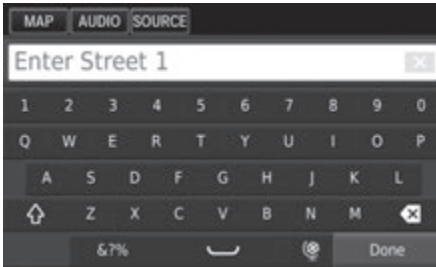 MAP AUDIO SOURCE
Enter Street 1
1 2 3 4 5 6 7 8 9 0
Q W E R T Y U I O P
A S D F G H J K L
Z X C V B N M
&?% Done